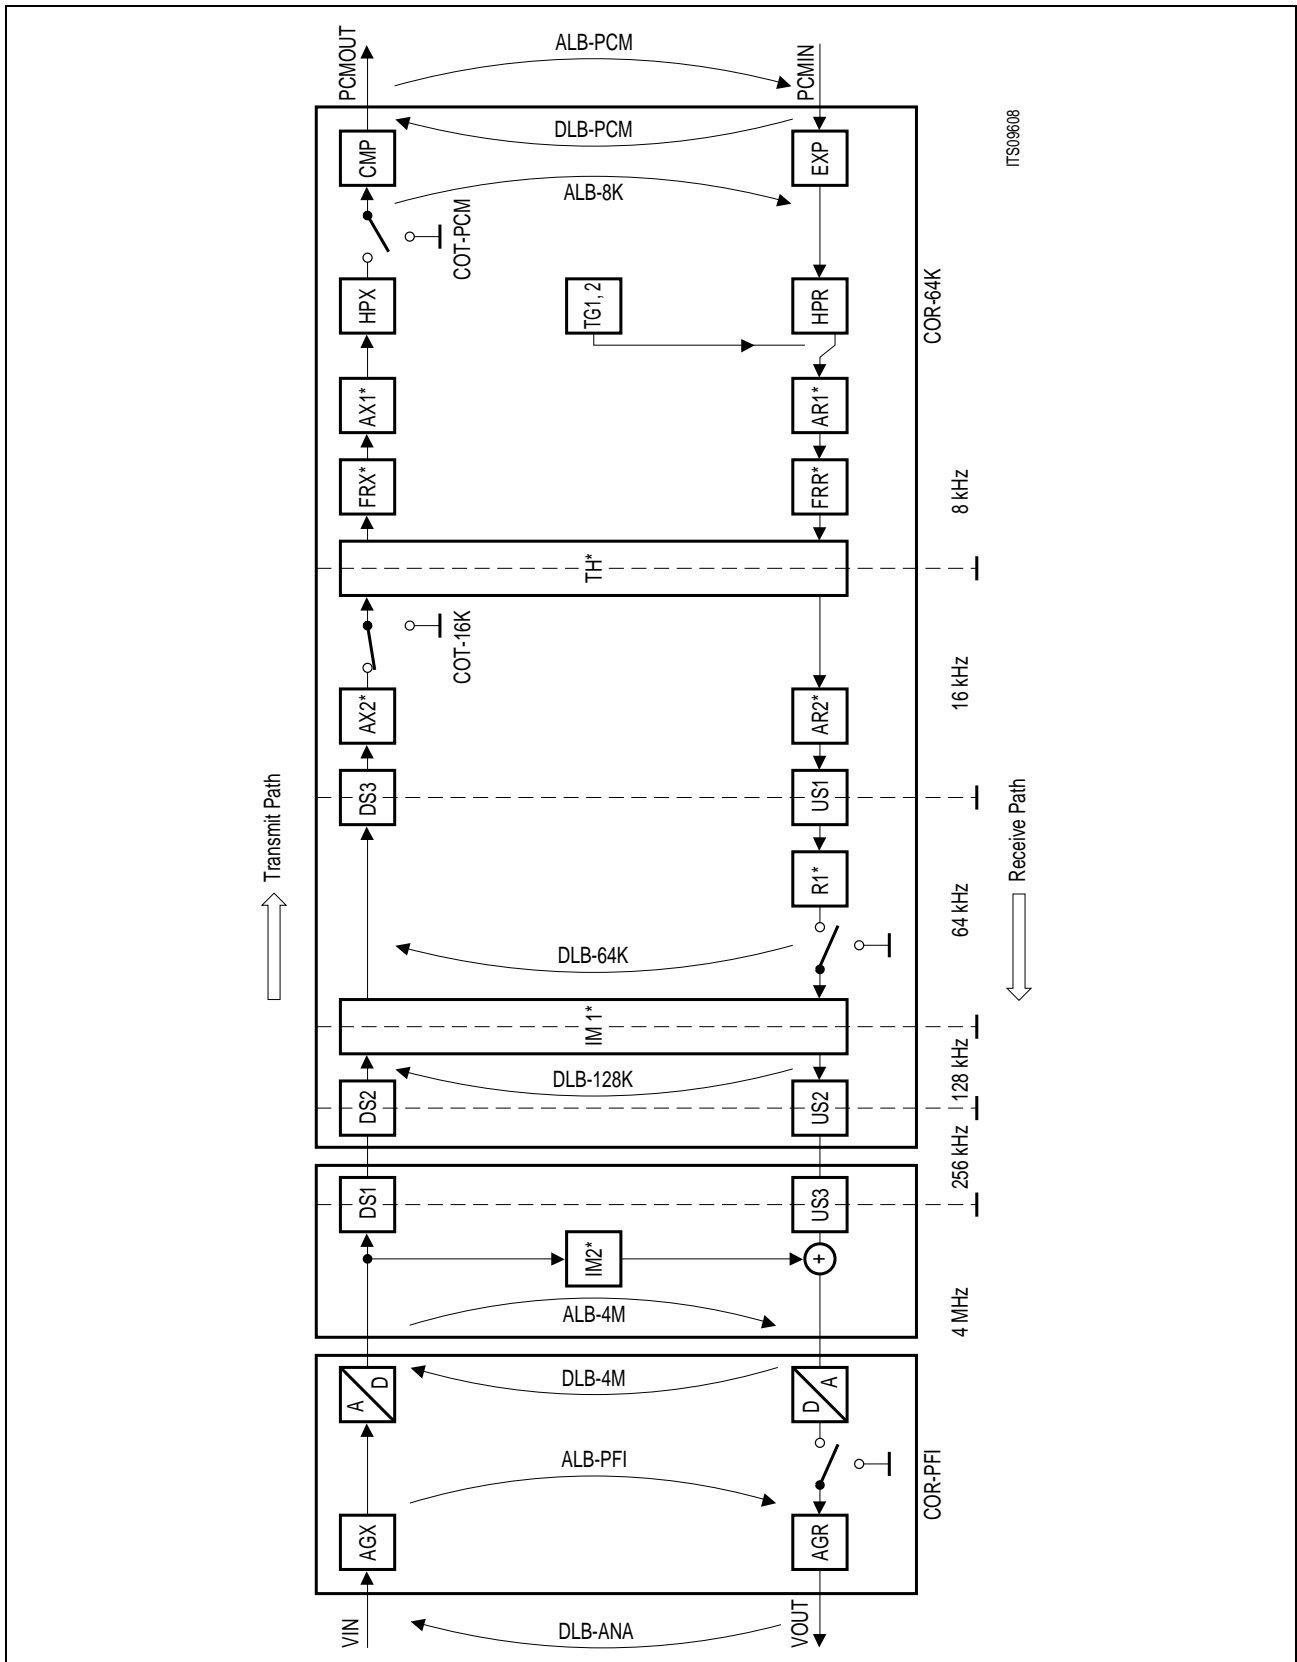 Transmit Path
VIN
AGX
A
D
DS1
DS2
DS3
AX2*
COT-16K
FRX*
AX1*
HPX
COT-PCM
CMP
PCMOUT
DLB-ANA
ALB-PFI
DLB-4M
ALB-4M
IM2*
DLB-128K
IM 1*
DLB-64K
TH*
TG1, 2
ALB-8K
DLB-PCM
ALB-PCM
VOUT
AGR
D
A
+
US3
US2
R1*
US1
AR2*
FRR*
AR1*
HPR
EXP
PCMIN
COR-PFI
COR-64K
4 MHz
256 kHz
128 kHz
64 kHz
16 kHz
8 kHz
Receive Path
ITS09608